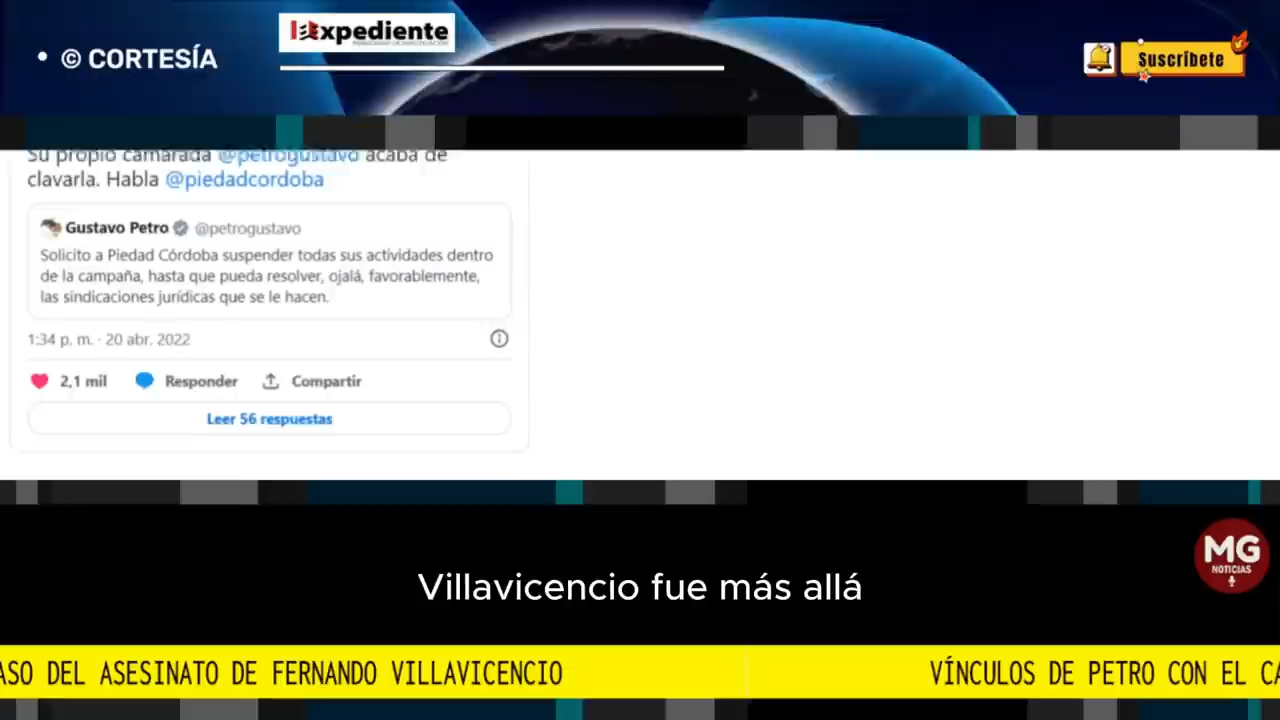 • © CORTESÍA
Expediente
Suscríbete
Su propio camarada @petrogustavo acaba de
clavarla. Habla @piedadcordoba
Gustavo Petro @petrogustavo
Solicito a Piedad Córdoba suspender todas sus actividades dentro
de la campaña, hasta que pueda resolver, ojalá, favorablemente,
las sindicaciones jurídicas que se le hacen.
1:34 p. m. · 20 abr. 2022
2,1 mil Responder Compartir
Leer 56 respuestas
MG
NOTICIAS
Villavicencio fue más allá
ASO DEL ASESINATO DE FERNANDO VILLAVICENCIO VÍNCULOS DE PETRO CON EL CA